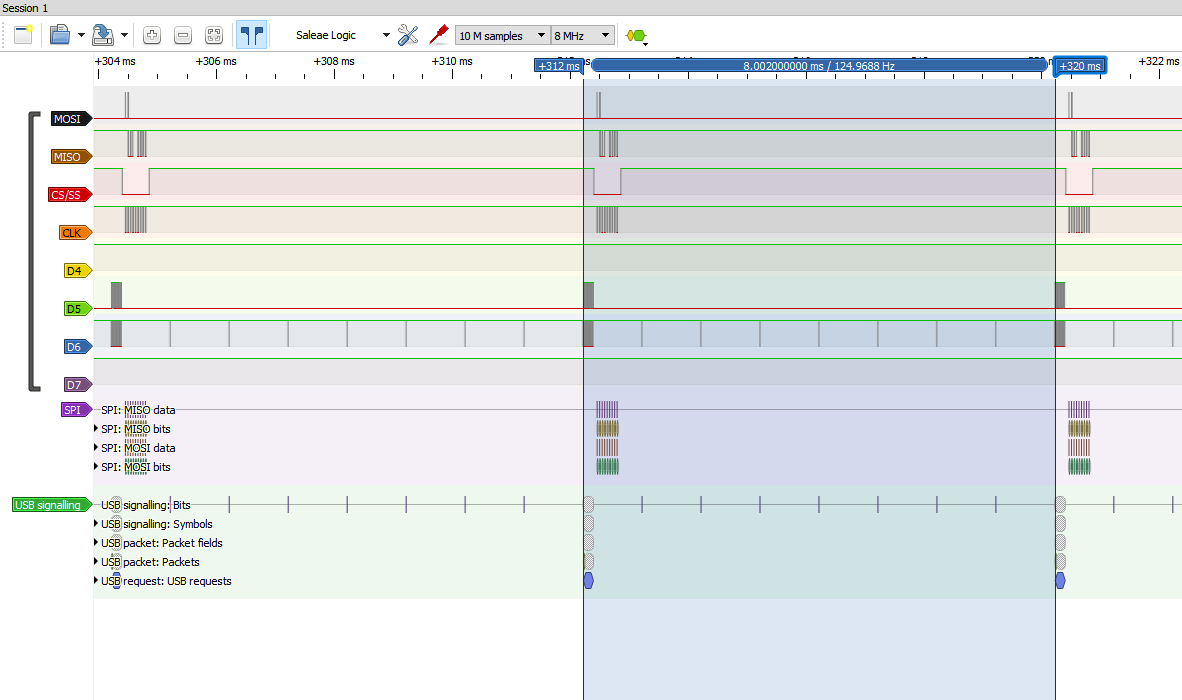 Session 1
Saleae Logic 10 M samples 8 MHz
+304 ms +306 ms +308 ms +310 ms +312 ms 8.002000000 ms / 124.9688 Hz +320 ms +322 ms
MOSI
MISO
CS/SS
CLK
D4
D5
D6
D7
SPI SPI: MISO data
SPI: MISO bits
SPI: MOSI data
SPI: MOSI bits
USB signalling USB signalling: Bits
USB signalling: Symbols
USB packet: Packet fields
USB packet: Packets
USB request: USB requests